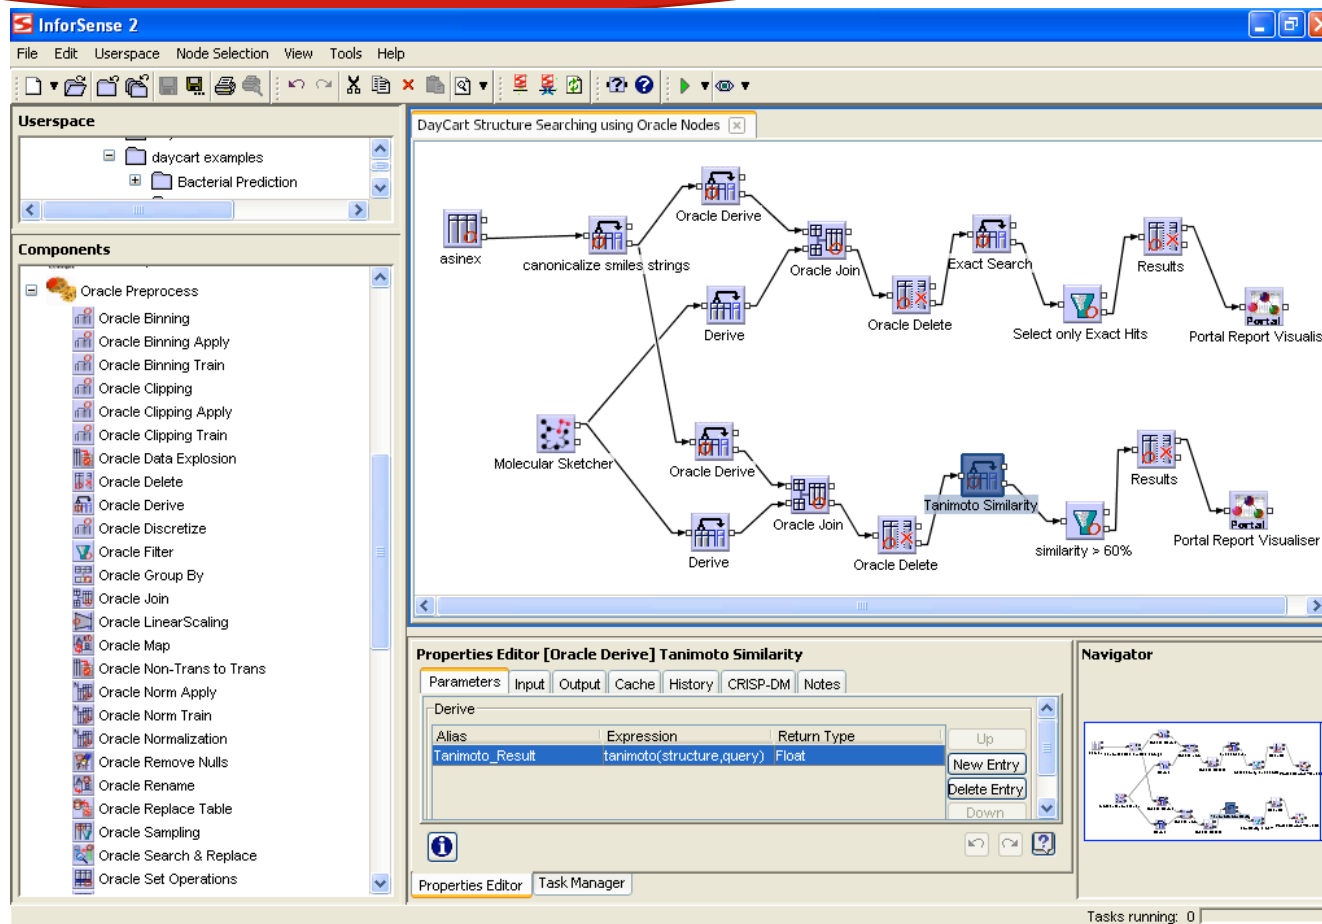 InforSense 2
File Edit Userspace Node Selection View Tools Help
Userspace
daycart examples
Bacterial Prediction
Components
Oracle Preprocess
Oracle Binning
Oracle Binning Apply
Oracle Binning Train
Oracle Clipping
Oracle Clipping Apply
Oracle Clipping Train
Oracle Data Explosion
Oracle Delete
Oracle Derive
Oracle Discretize
Oracle Filter
Oracle Group By
Oracle Join
Oracle LinearScaling
Oracle Map
Oracle Non-Trans to Trans
Oracle Norm Apply
Oracle Norm Train
Oracle Normalization
Oracle Remove Nulls
Oracle Rename
Oracle Replace Table
Oracle Sampling
Oracle Search & Replace
Oracle Set Operations
DayCart Structure Searching using Oracle Nodes
asinex
canonicalize smiles strings
Oracle Derive
Derive
Oracle Join
Oracle Delete
Exact Search
Select only Exact Hits
Results
Portal
Portal Report Visualis
Molecular Sketcher
Oracle Derive
Derive
Oracle Join
Oracle Delete
Tanimoto Similarity
similarity > 60%
Results
Portal
Portal Report Visualiser
Properties Editor [Oracle Derive] Tanimoto Similarity
Parameters Input Output Cache History CRISP-DM Notes
Derive
Alias Expression Return Type
Tanimoto_Result tanimoto(structure,query) Float
Up
New Entry
Delete Entry
Down
Properties Editor Task Manager
Navigator
Tasks running: 0